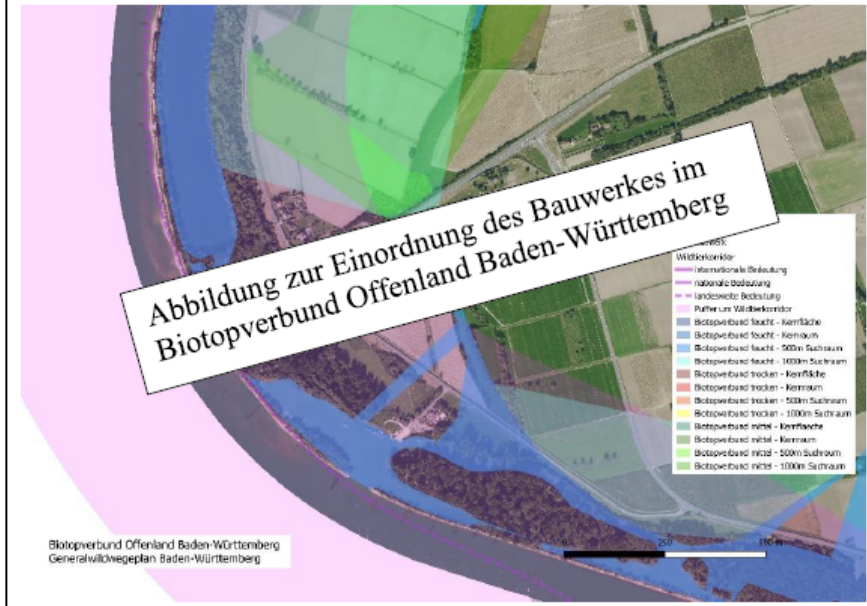 Abbildung zur Einordnung des Bauwerkes im
Biotopverbund Offenland Baden-Württemberg
Wildtierkorridor
internationale Bedeutung
nationale Bedeutung
landesweite Bedeutung
Puffer um Wildtierkorridor
Biotopverbund feucht - Kernfläche
Biotopverbund feucht - Kernraum
Biotopverbund feucht - 500m Suchraum
Biotopverbund feucht - 1000m Suchraum
Biotopverbund trocken - Kernfläche
Biotopverbund trocken - Kernraum
Biotopverbund trocken - 500m Suchraum
Biotopverbund trocken - 1000m Suchraum
Biotopverbund mittel - Kernflaeche
Biotopverbund mittel - Kernraum
Biotopverbund mittel - 500m Suchraum
Biotopverbund mittel - 1000m Suchraum
Biotopverbund Offenland Baden-Württemberg
Generalwildwegeplan Baden-Württemberg
0 250 500 m